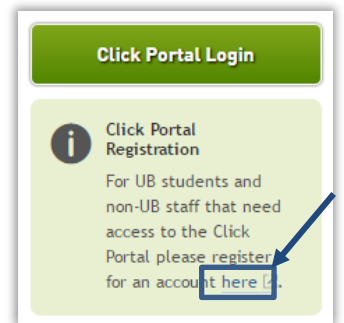 Click Portal Login
Click Portal
Registration
For UB students and
non-UB staff that need
access to the Click
Portal please register
for an account here.